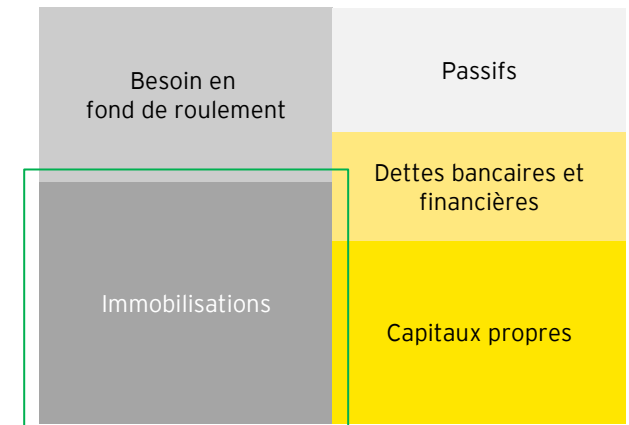 Besoin en
fond de roulement
Passifs
Dettes bancaires et
financières
Immobilisations
Capitaux propres